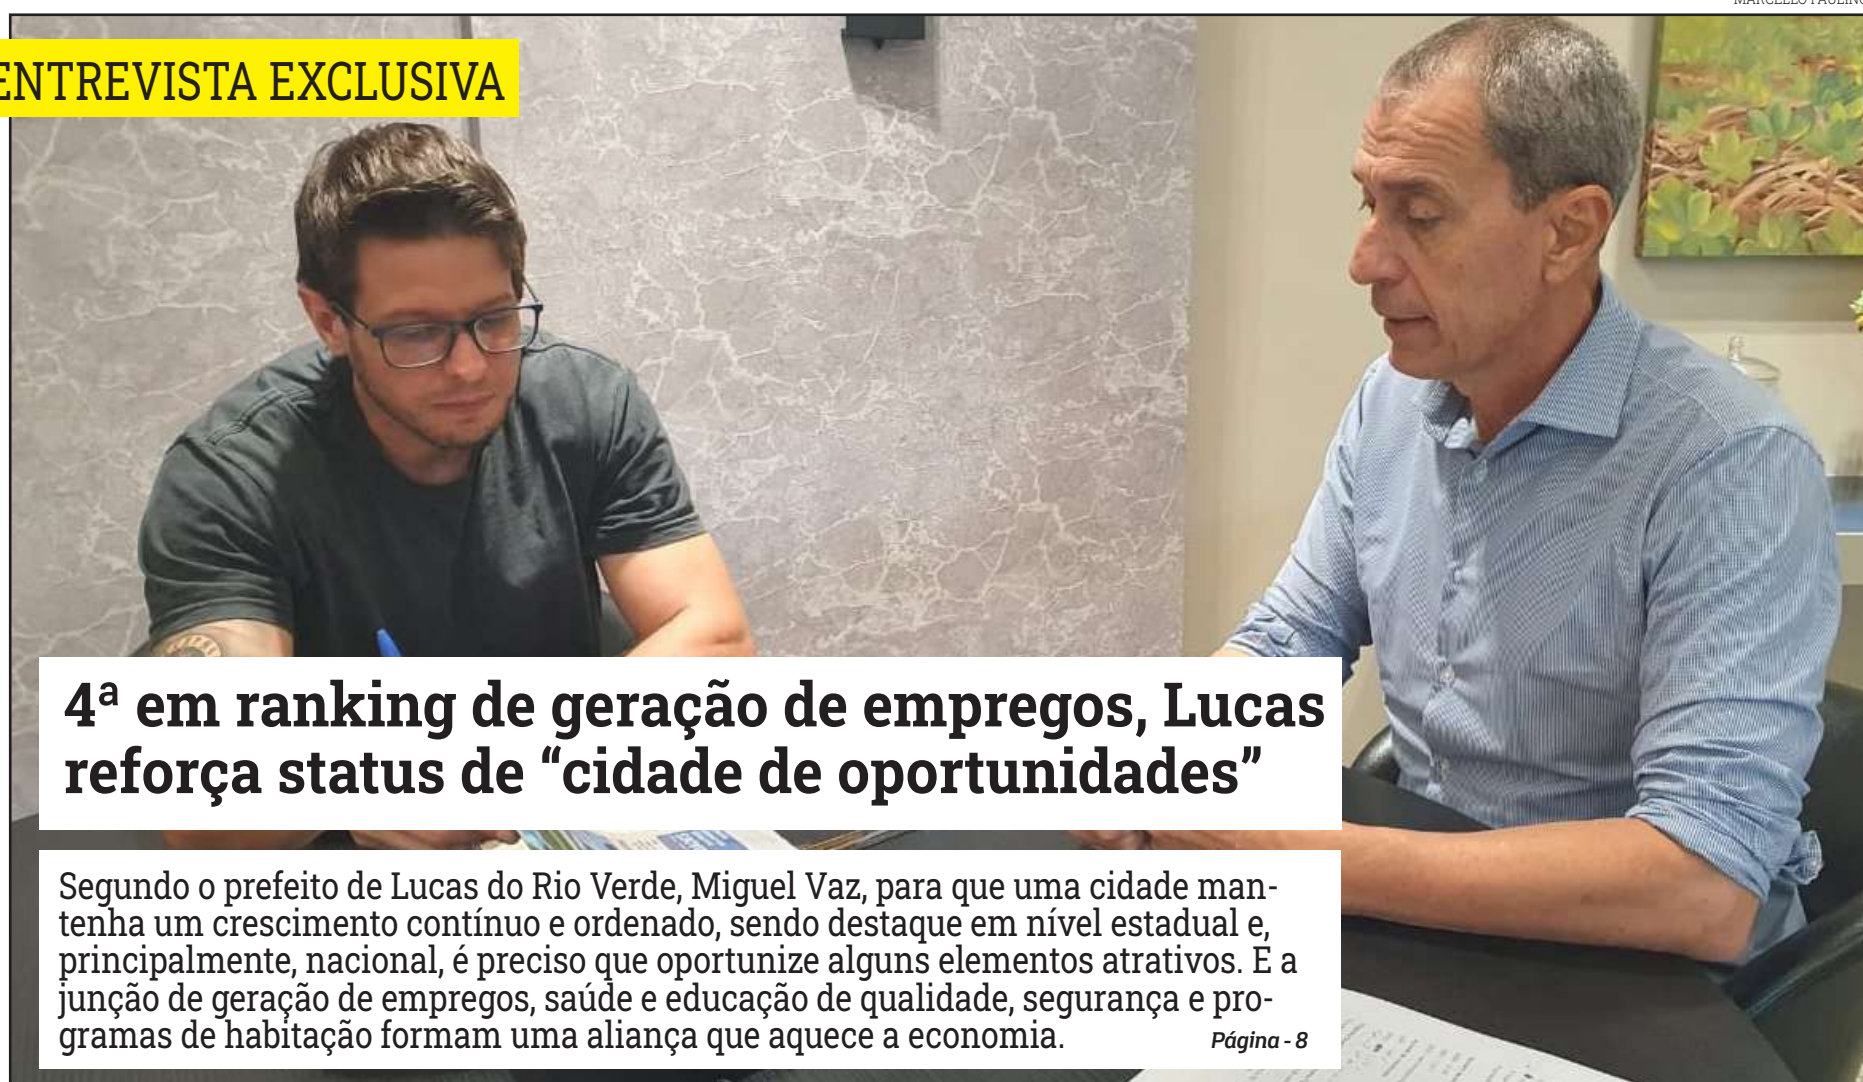 MARCELLO PAULINO
ENTREVISTA EXCLUSIVA
4ª em ranking de geração de empregos, Lucas
reforça status de “cidade de oportunidades”
Segundo o prefeito de Lucas do Rio Verde, Miguel Vaz, para que uma cidade man-
tenha um crescimento contínuo e ordenado, sendo destaque em nível estadual e,
principalmente, nacional, é preciso que oportunize alguns elementos atrativos. E a
junção de geração de empregos, saúde e educação de qualidade, segurança e pro-
gramas de habitação formam uma aliança que aquece a economia.
Página - 8